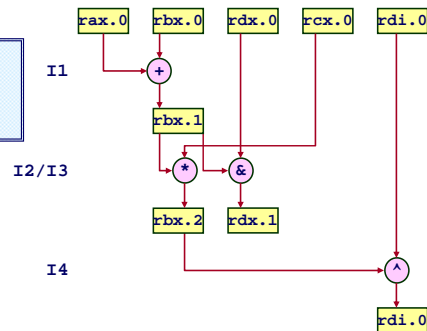 rax.0 rbx.0 rdx.0 rcx.0 rdi.0
I1 +
rbx.1
I2/I3 * &
rbx.2 rdx.1
I4 ^
rdi.0